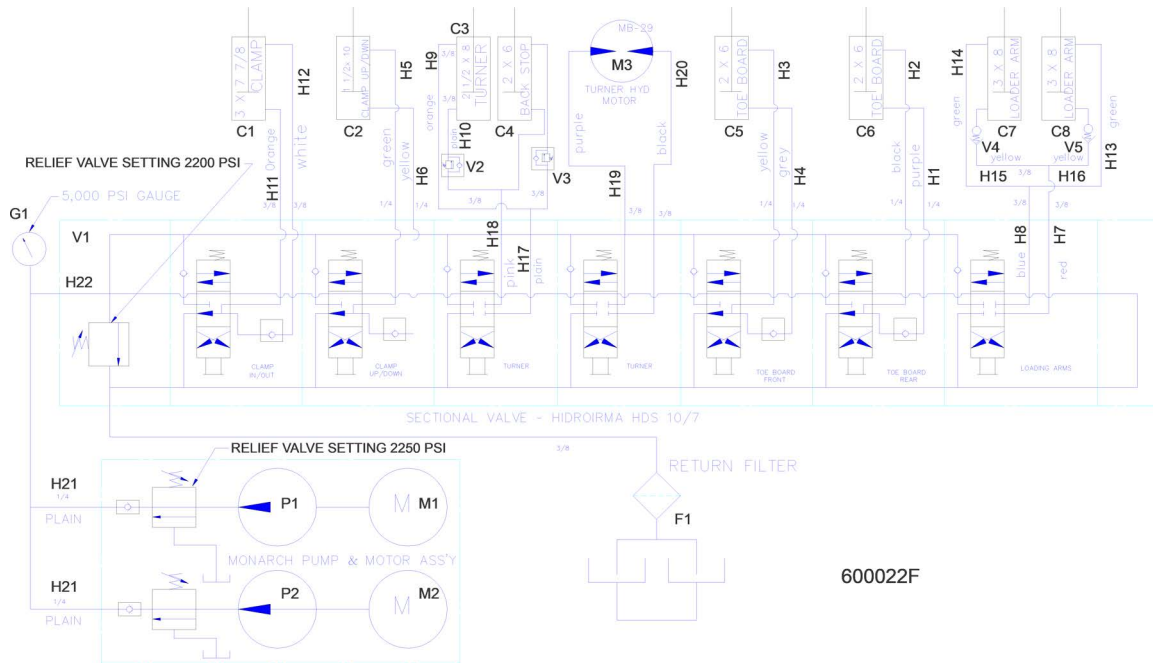 MB-29
3 X 7 7/8
CLAMP
1 1/2x 10
CLAMP UP/DWN
C3
2 1/2 X 8
TURNER
2 X 6
BACK STOP
M3
TURNER HYD
MOTOR
2 X 6
TOE BOARD
2 X 6
TOE BOARD
3 X 8
LOADER ARM
3 X 8
LOADER ARM
C1
C2
C4
C5
C6
C7
C8
H12
H5
H9
3/8
3/8
H10
plain
orange
H20
H3
H2
H14
green
green
H13
V4
V5
yellow
yellow
H15
H16
3/8
Orange
H11
white
3/8
3/8
green
yellow
H6
1/4
1/4
V2
V3
3/8
3/8
purple
black
H19
3/8
3/8
yellow
grey
H4
1/4
1/4
black
purple
H1
1/4
1/4
RELIEF VALVE SETTING 2200 PSI
5,000 PSI GAUGE
G1
V1
H22
H18
pink
H17
plain
H8
blue
H7
red
CLAMP
IN/OUT
CLAMP
UP/DOWN
TURNER
TURNER
TOE BOARD
FRONT
TOE BOARD
REAR
LOADING ARMS
SECTIONAL VALVE - HIDROIRMA HDS 10/7
RELIEF VALVE SETTING 2250 PSI
3/8
RETURN FILTER
F1
H21
1/4
PLAIN
P1
M M1
MONARCH PUMP & MOTOR ASS'Y
H21
1/4
PLAIN
P2
M M2
600022F